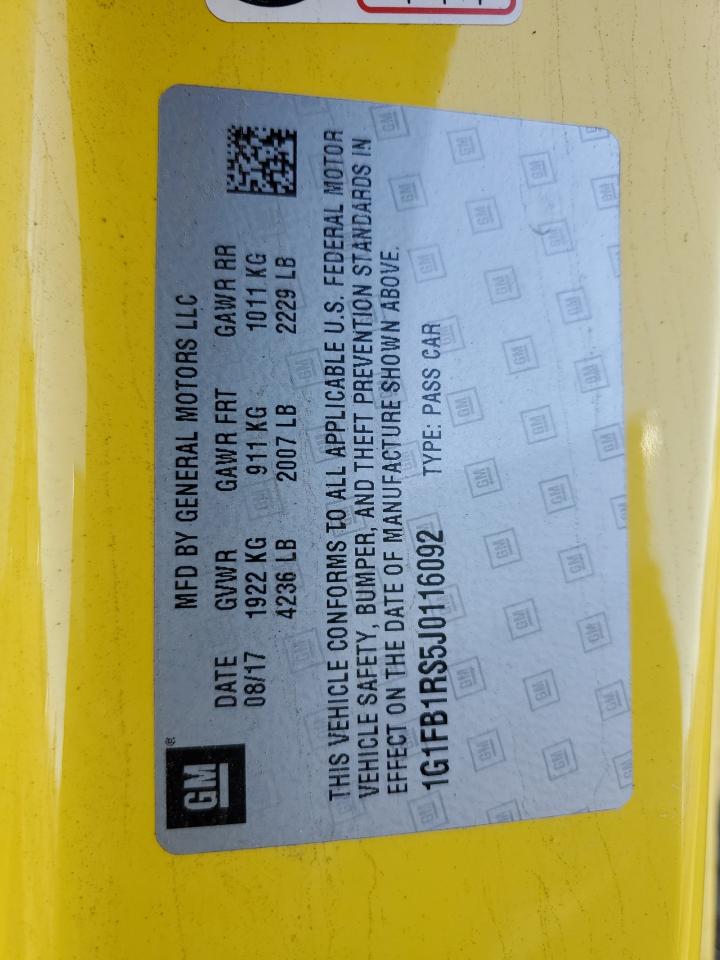 GM®
MFD BY GENERAL MOTORS LLC
DATE GVWR GAWR FRT GAWR RR
08/17 1922 KG 911 KG 1011 KG
4236 LB 2007 LB 2229 LB
THIS VEHICLE CONFORMS TO ALL APPLICABLE U.S. FEDERAL MOTOR
VEHICLE SAFETY, BUMPER, AND THEFT PREVENTION STANDARDS IN
EFFECT ON THE DATE OF MANUFACTURE SHOWN ABOVE.
1G1FB1RS5J0116092 TYPE: PASS CAR